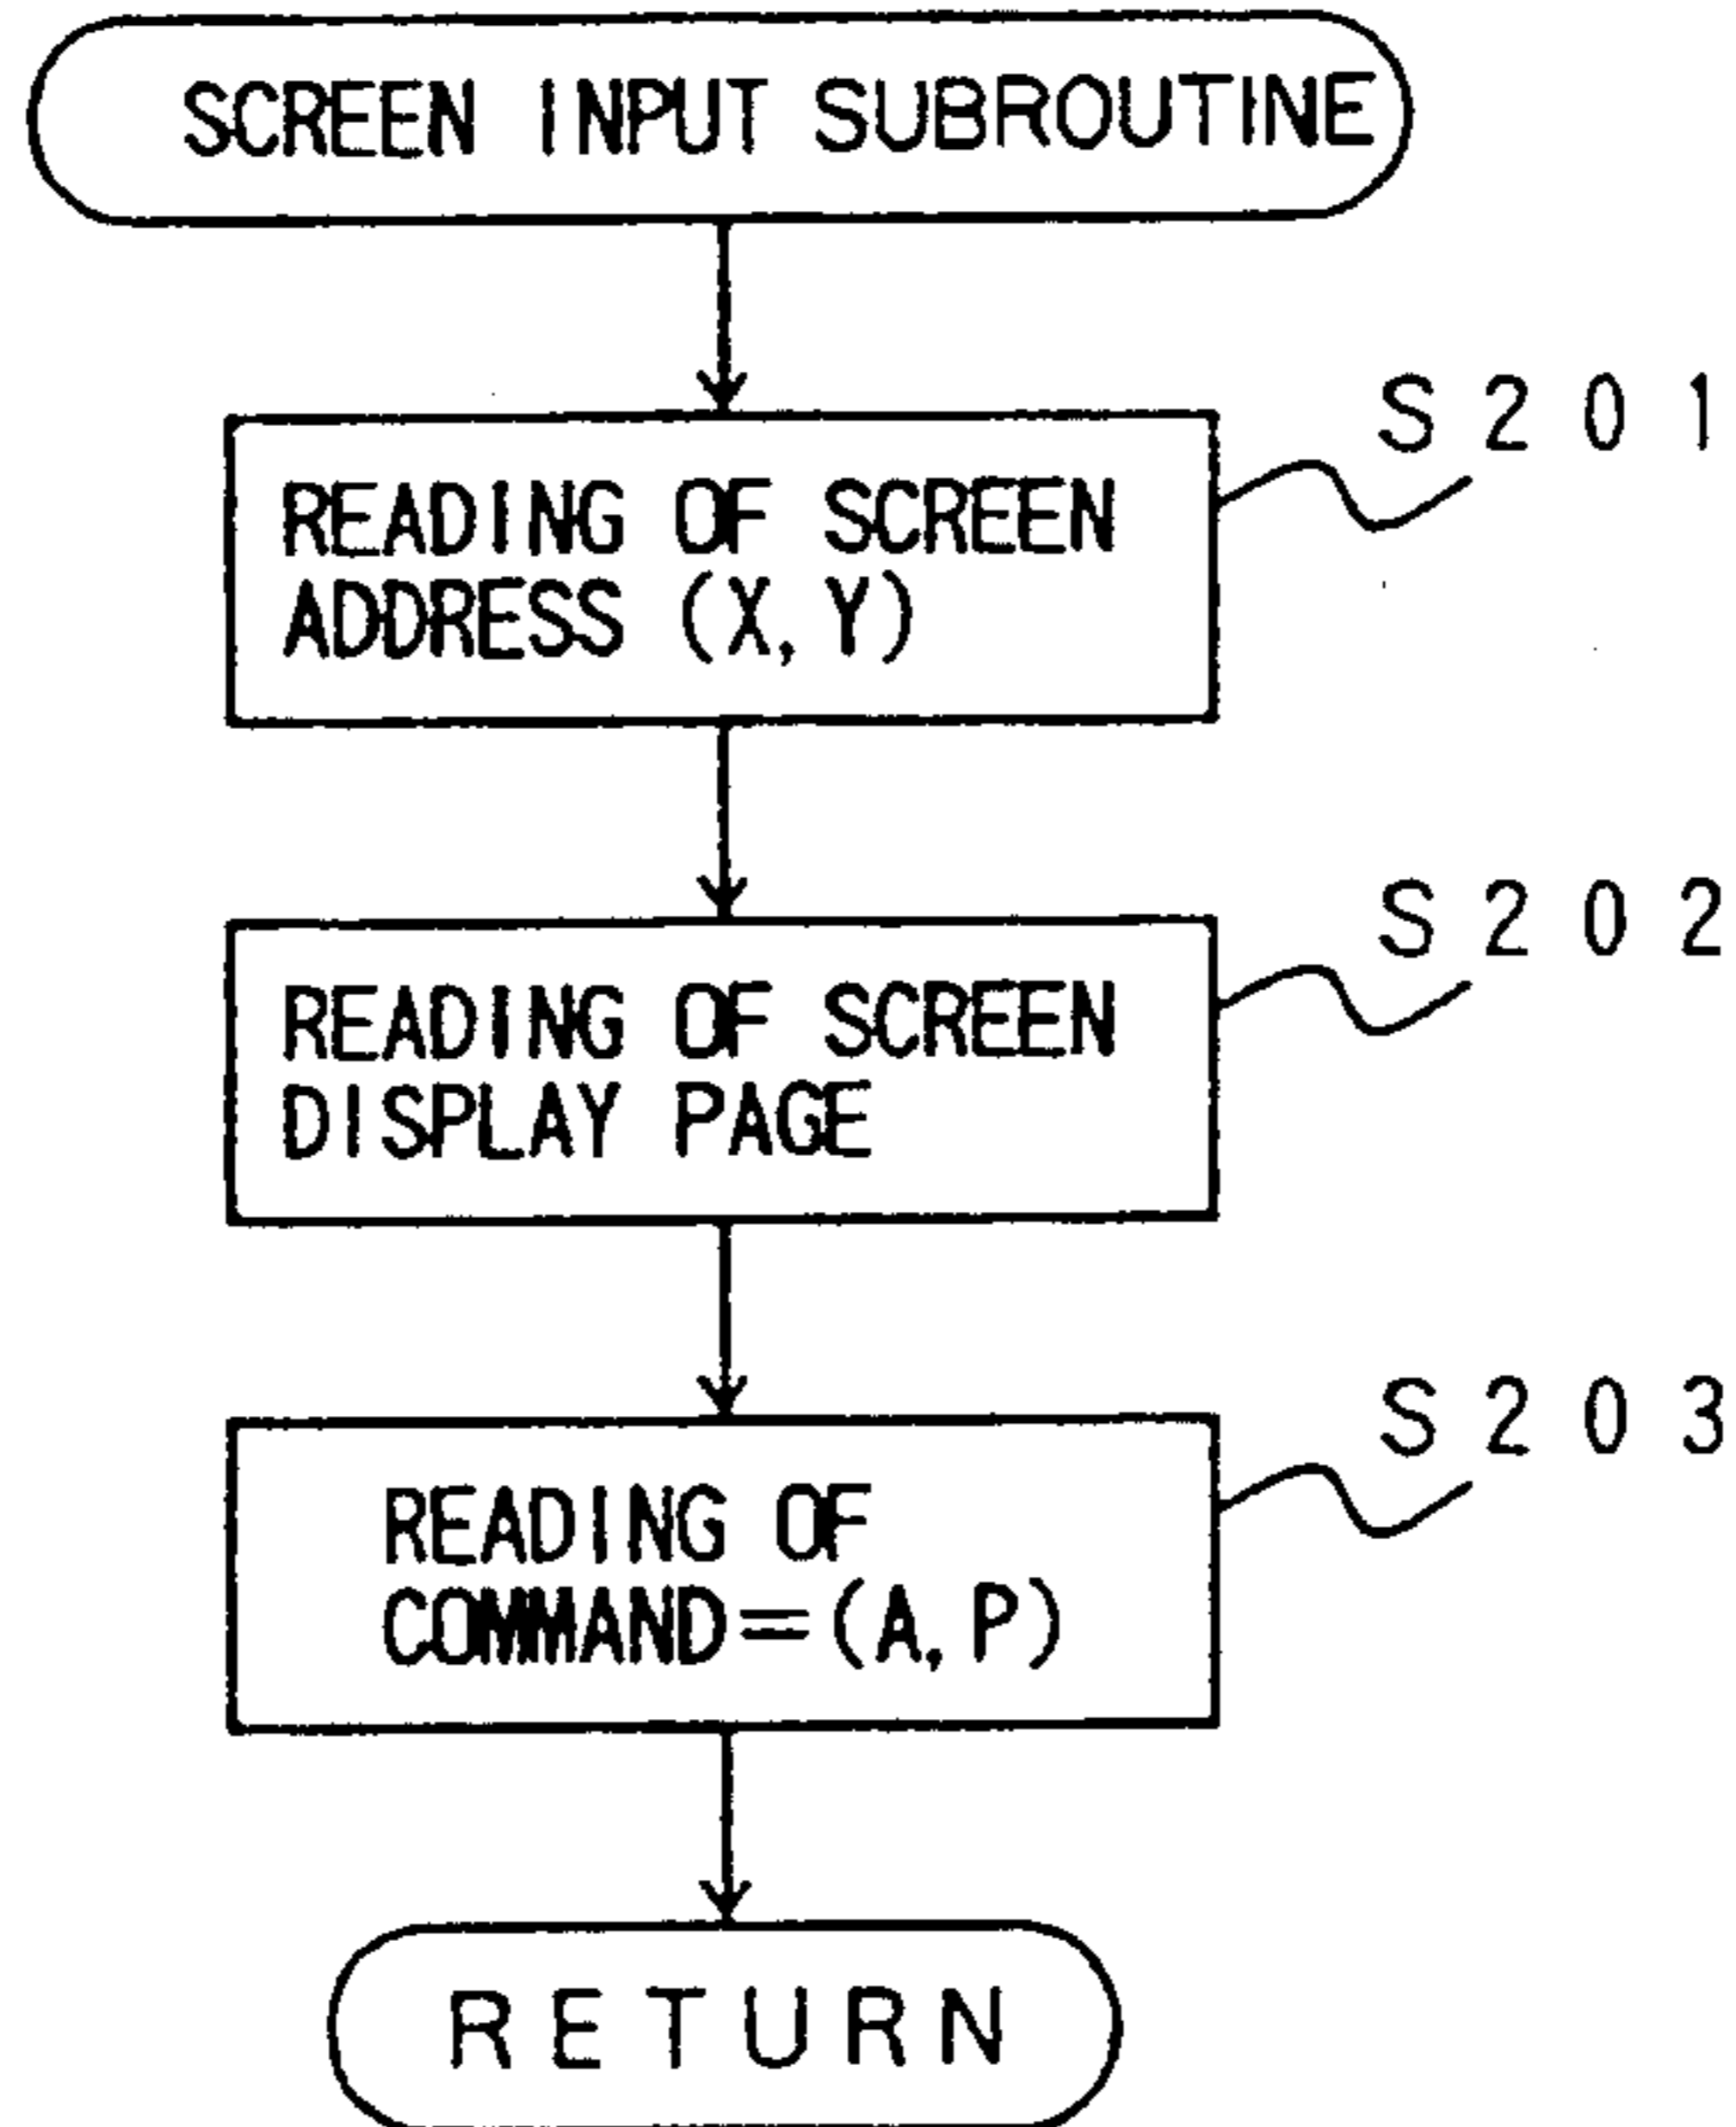 SCREEN INPUT SUBROUTINE
S201
READING OF SCREEN
ADDRESS (X, Y)
S202
READING OF SCREEN
DISPLAY PAGE
S203
READING OF
COMMAND=(A, P)
RETURN